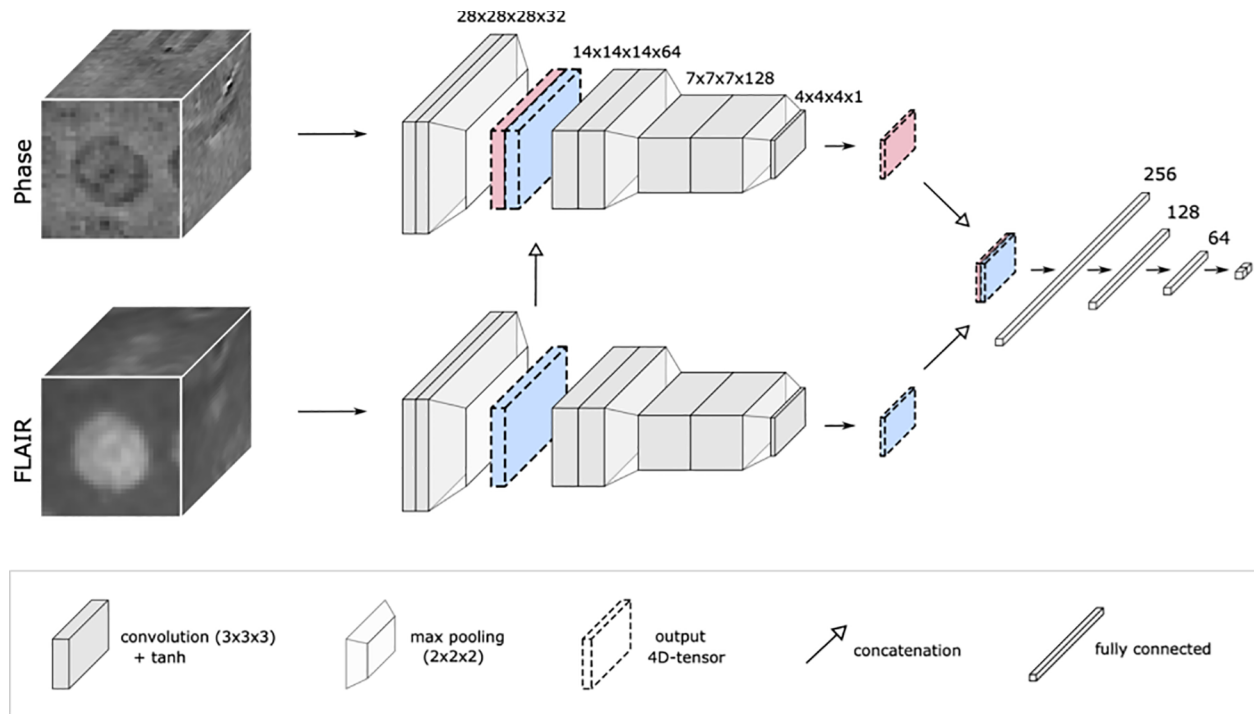 28x28x28x32
14x14x14x64
7x7x7x128
4x4x4x1
Phase
256
128
64
FLAIR
convolution (3x3x3)
+ tanh
max pooling
(2x2x2)
output
4D-tensor
concatenation
fully connected